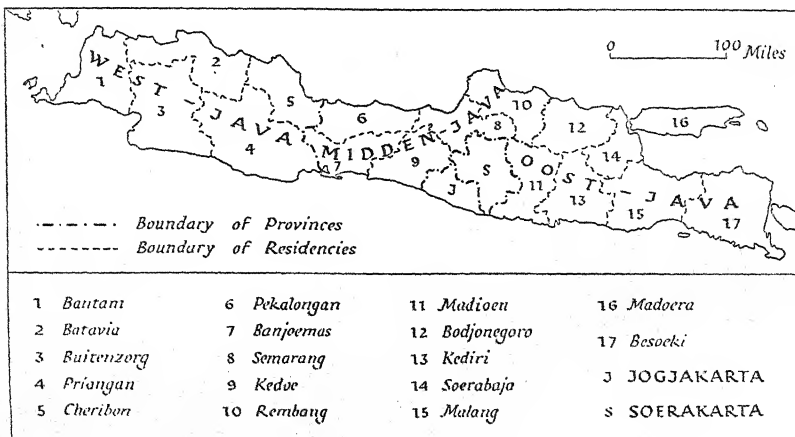 0 100 Miles
WEST-JAVA
MIDDEN-JAVA
OOST-JAVA
1 2 3 4 5 6 7 8 9 10 11 12 13 14 15 16 17 J S
Boundary of Provinces
Boundary of Residencies
1 Bantam
2 Batavia
3 Buitenzorg
4 Priangan
5 Cheribon
6 Pekalongan
7 Banjoemas
8 Semarang
9 Kedoe
10 Rembang
11 Madioen
12 Bodjonegoro
13 Kediri
14 Soerabaja
15 Malang
16 Madoera
17 Besoeki
J JOGJAKARTA
S SOERAKARTA